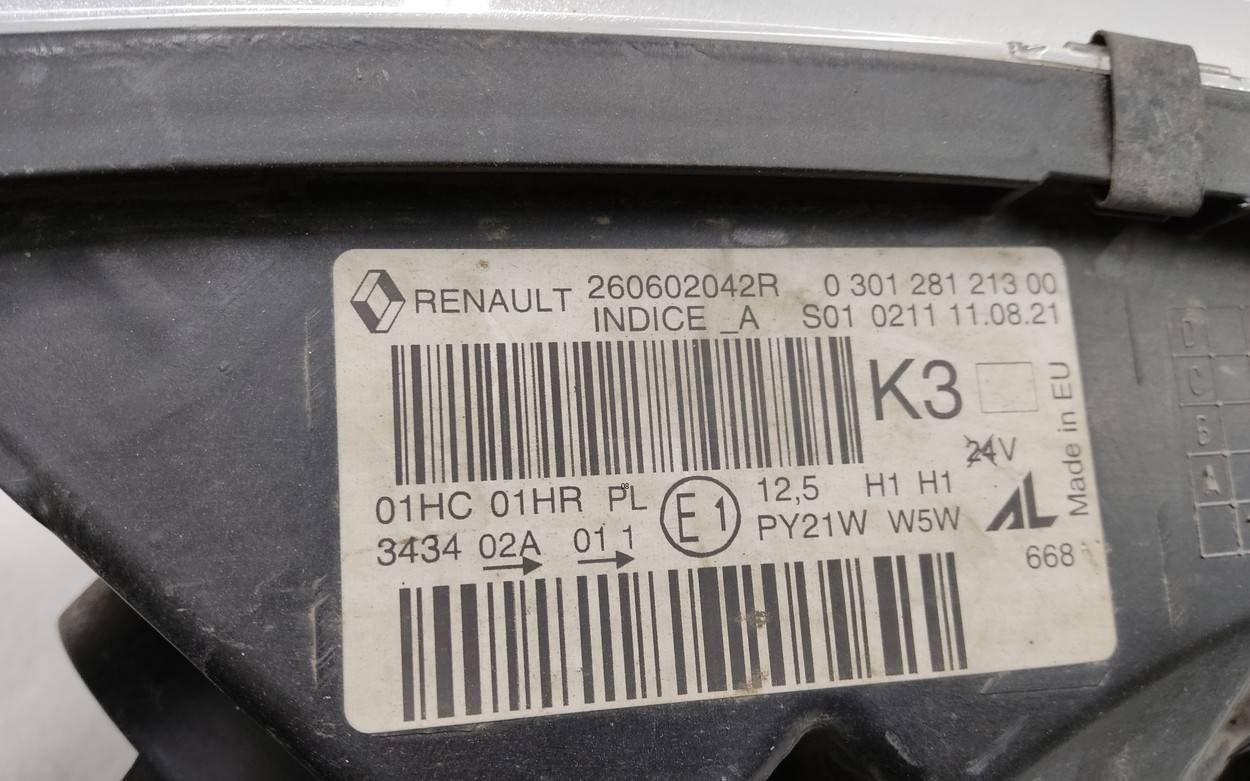 RENAULT 260602042R 0 301 281 213 00
INDICE _A S01 0211 11.08.21
K3
Made in EU
24V
01HC 01HR PL E1 12,5 H1 H1
3434 02A 01 1 PY21W W5W
AL
668
D
C
B
A